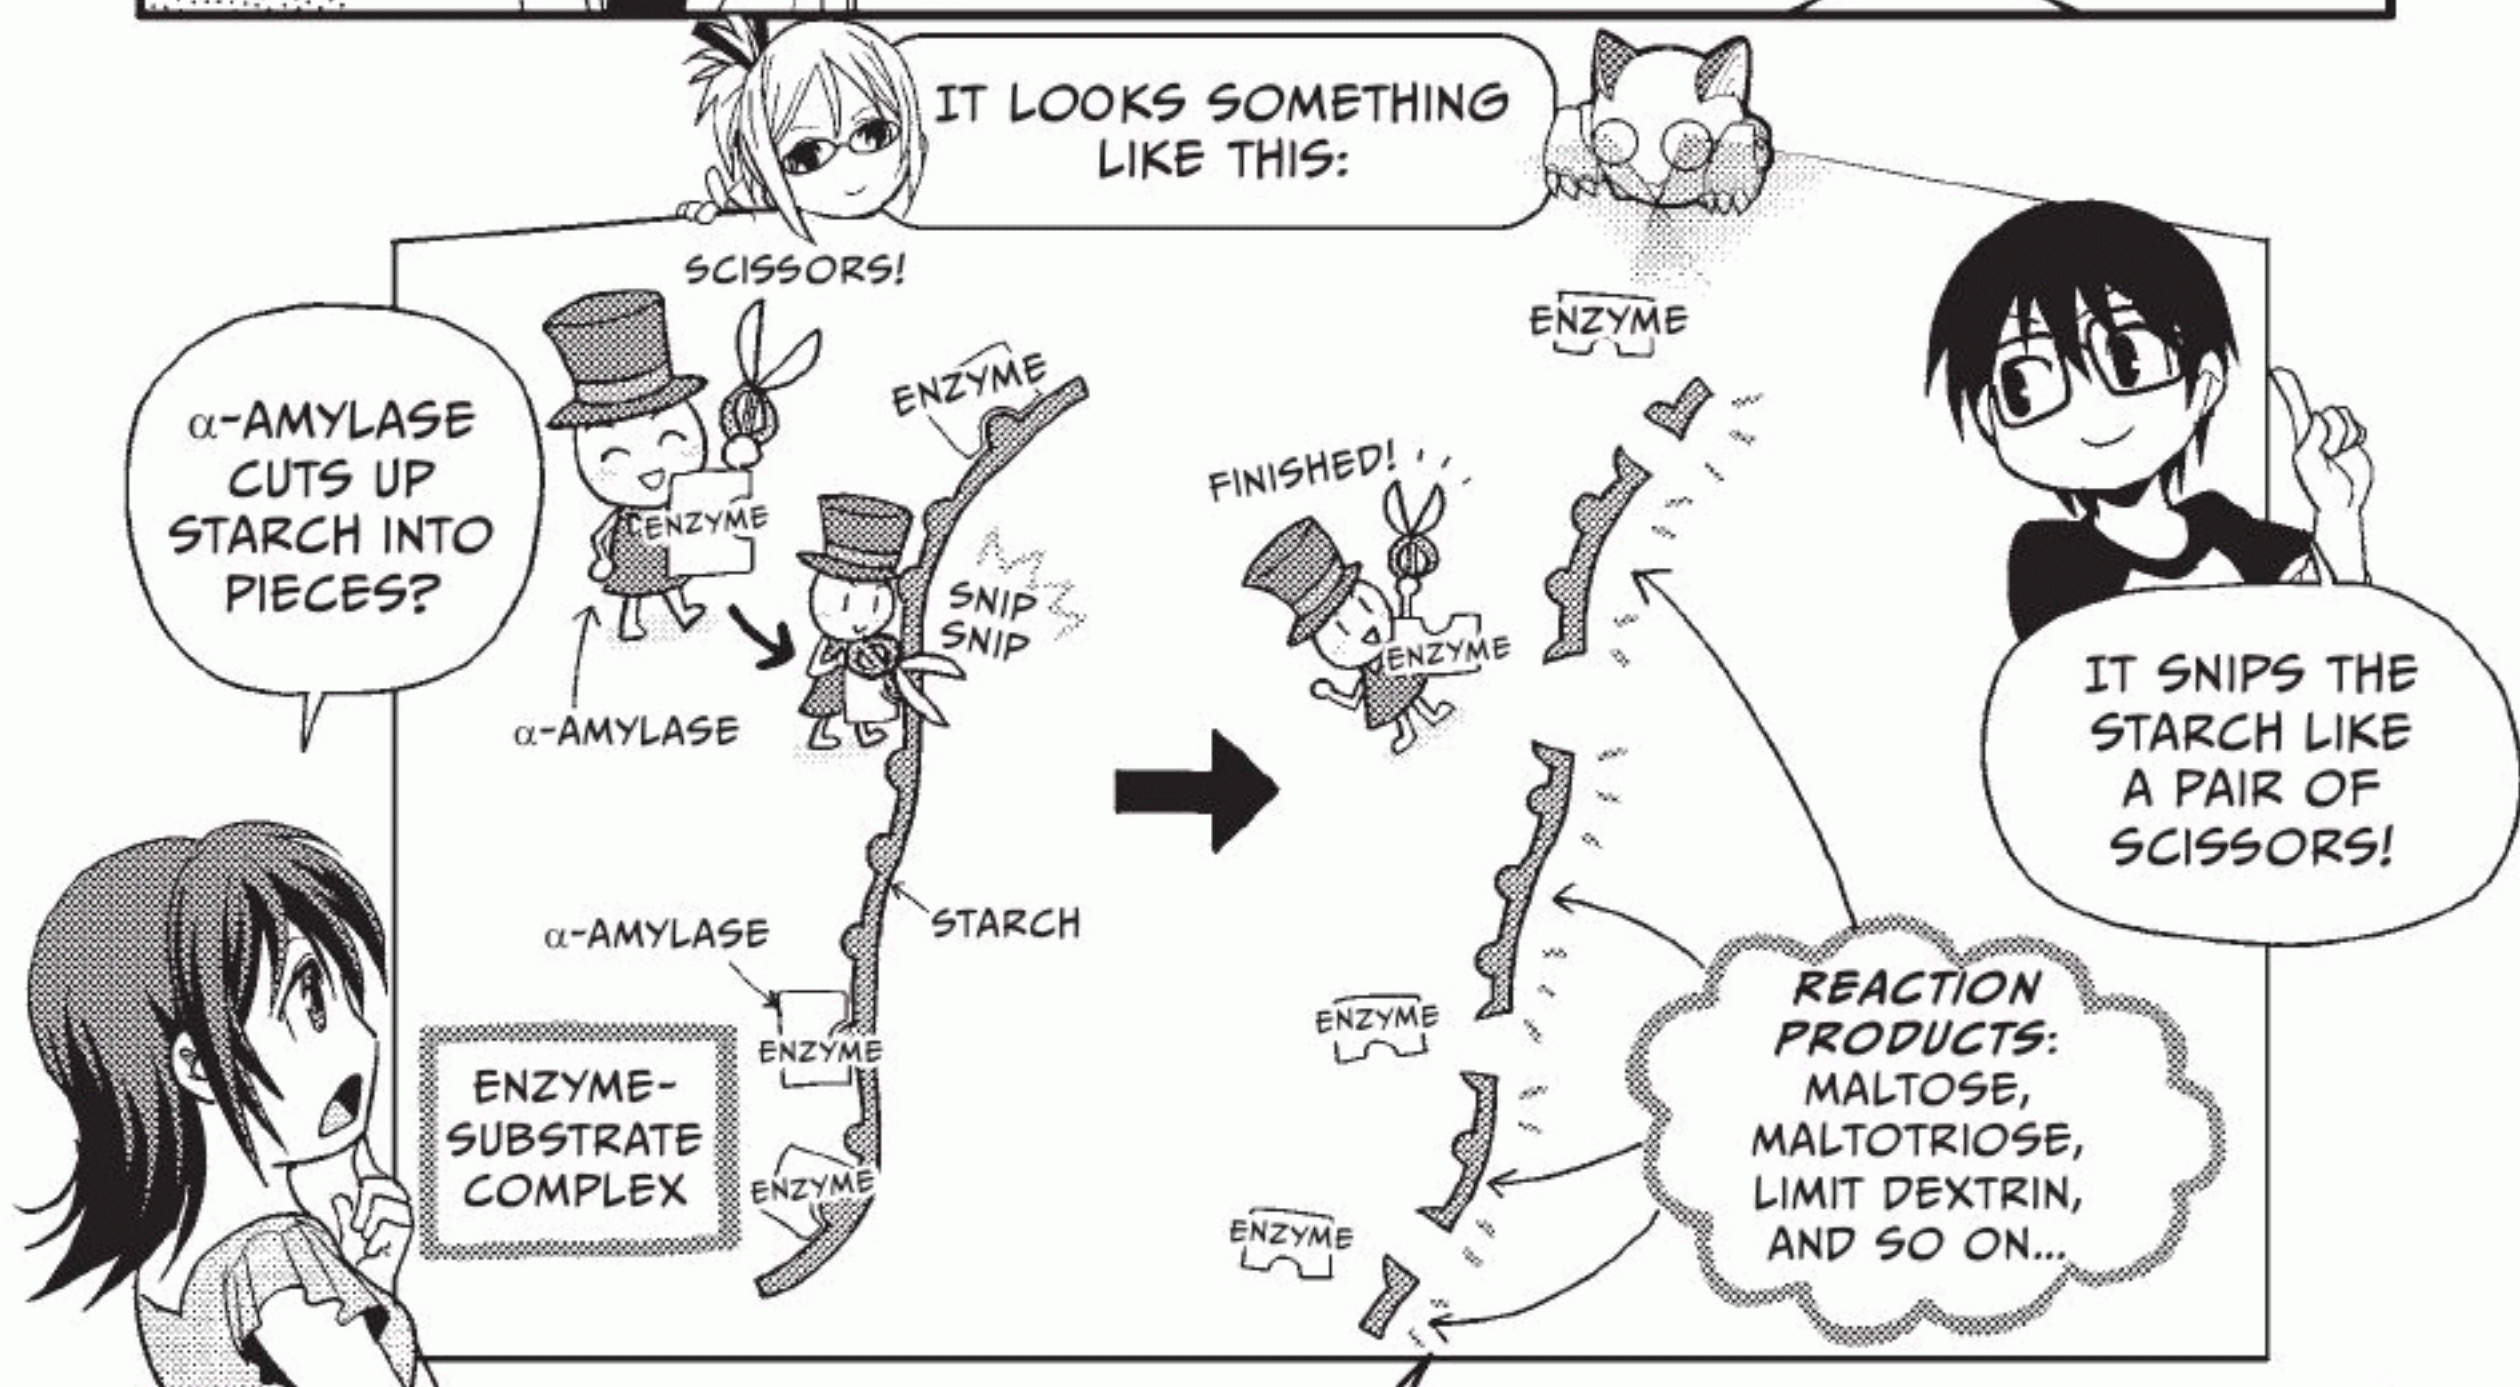 IT LOOKS SOMETHING
LIKE THIS:
α-AMYLASE
CUTS UP
STARCH INTO
PIECES?
SCISSORS!
ENZYME
α-AMYLASE
ENZYME
SNIP
SNIP
STARCH
α-AMYLASE
ENZYME
ENZYME
ENZYME-
SUBSTRATE
COMPLEX
ENZYME
FINISHED!
ENZYME
ENZYME
ENZYME
IT SNIPS THE
STARCH LIKE
A PAIR OF
SCISSORS!
REACTION
PRODUCTS:
MALTOSE,
MALTOTRIOSE,
LIMIT DEXTRIN,
AND SO ON...